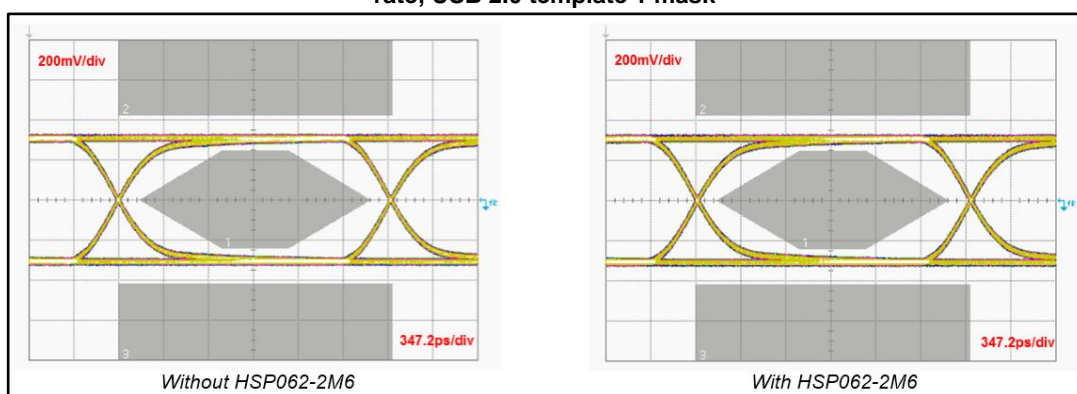 rate, USB 2.0 template 1 mask
200mV/div
2
1
3
347.2ps/div
Without HSP062-2M6
200mV/div
2
1
3
347.2ps/div
With HSP062-2M6